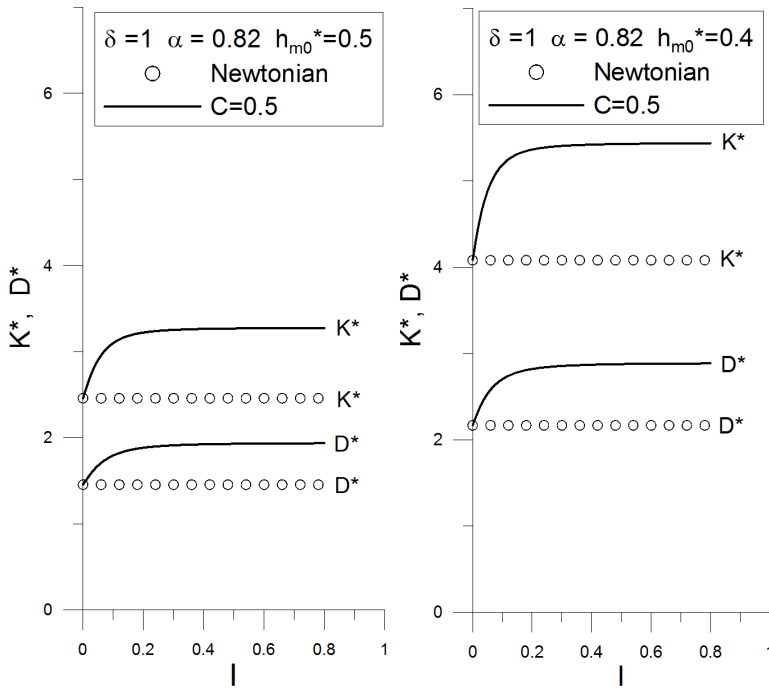 δ =1 α = 0.82 hm0*=0.5
Newtonian
C=0.5
6
4
2
0
K*, D*
K*
K*
D*
D*
0 0.2 0.4 0.6 0.8 1
l
δ =1 α = 0.82 hm0*=0.4
Newtonian
C=0.5
6
4
2
0
K*, D*
K*
K*
D*
D*
0 0.2 0.4 0.6 0.8 1
l